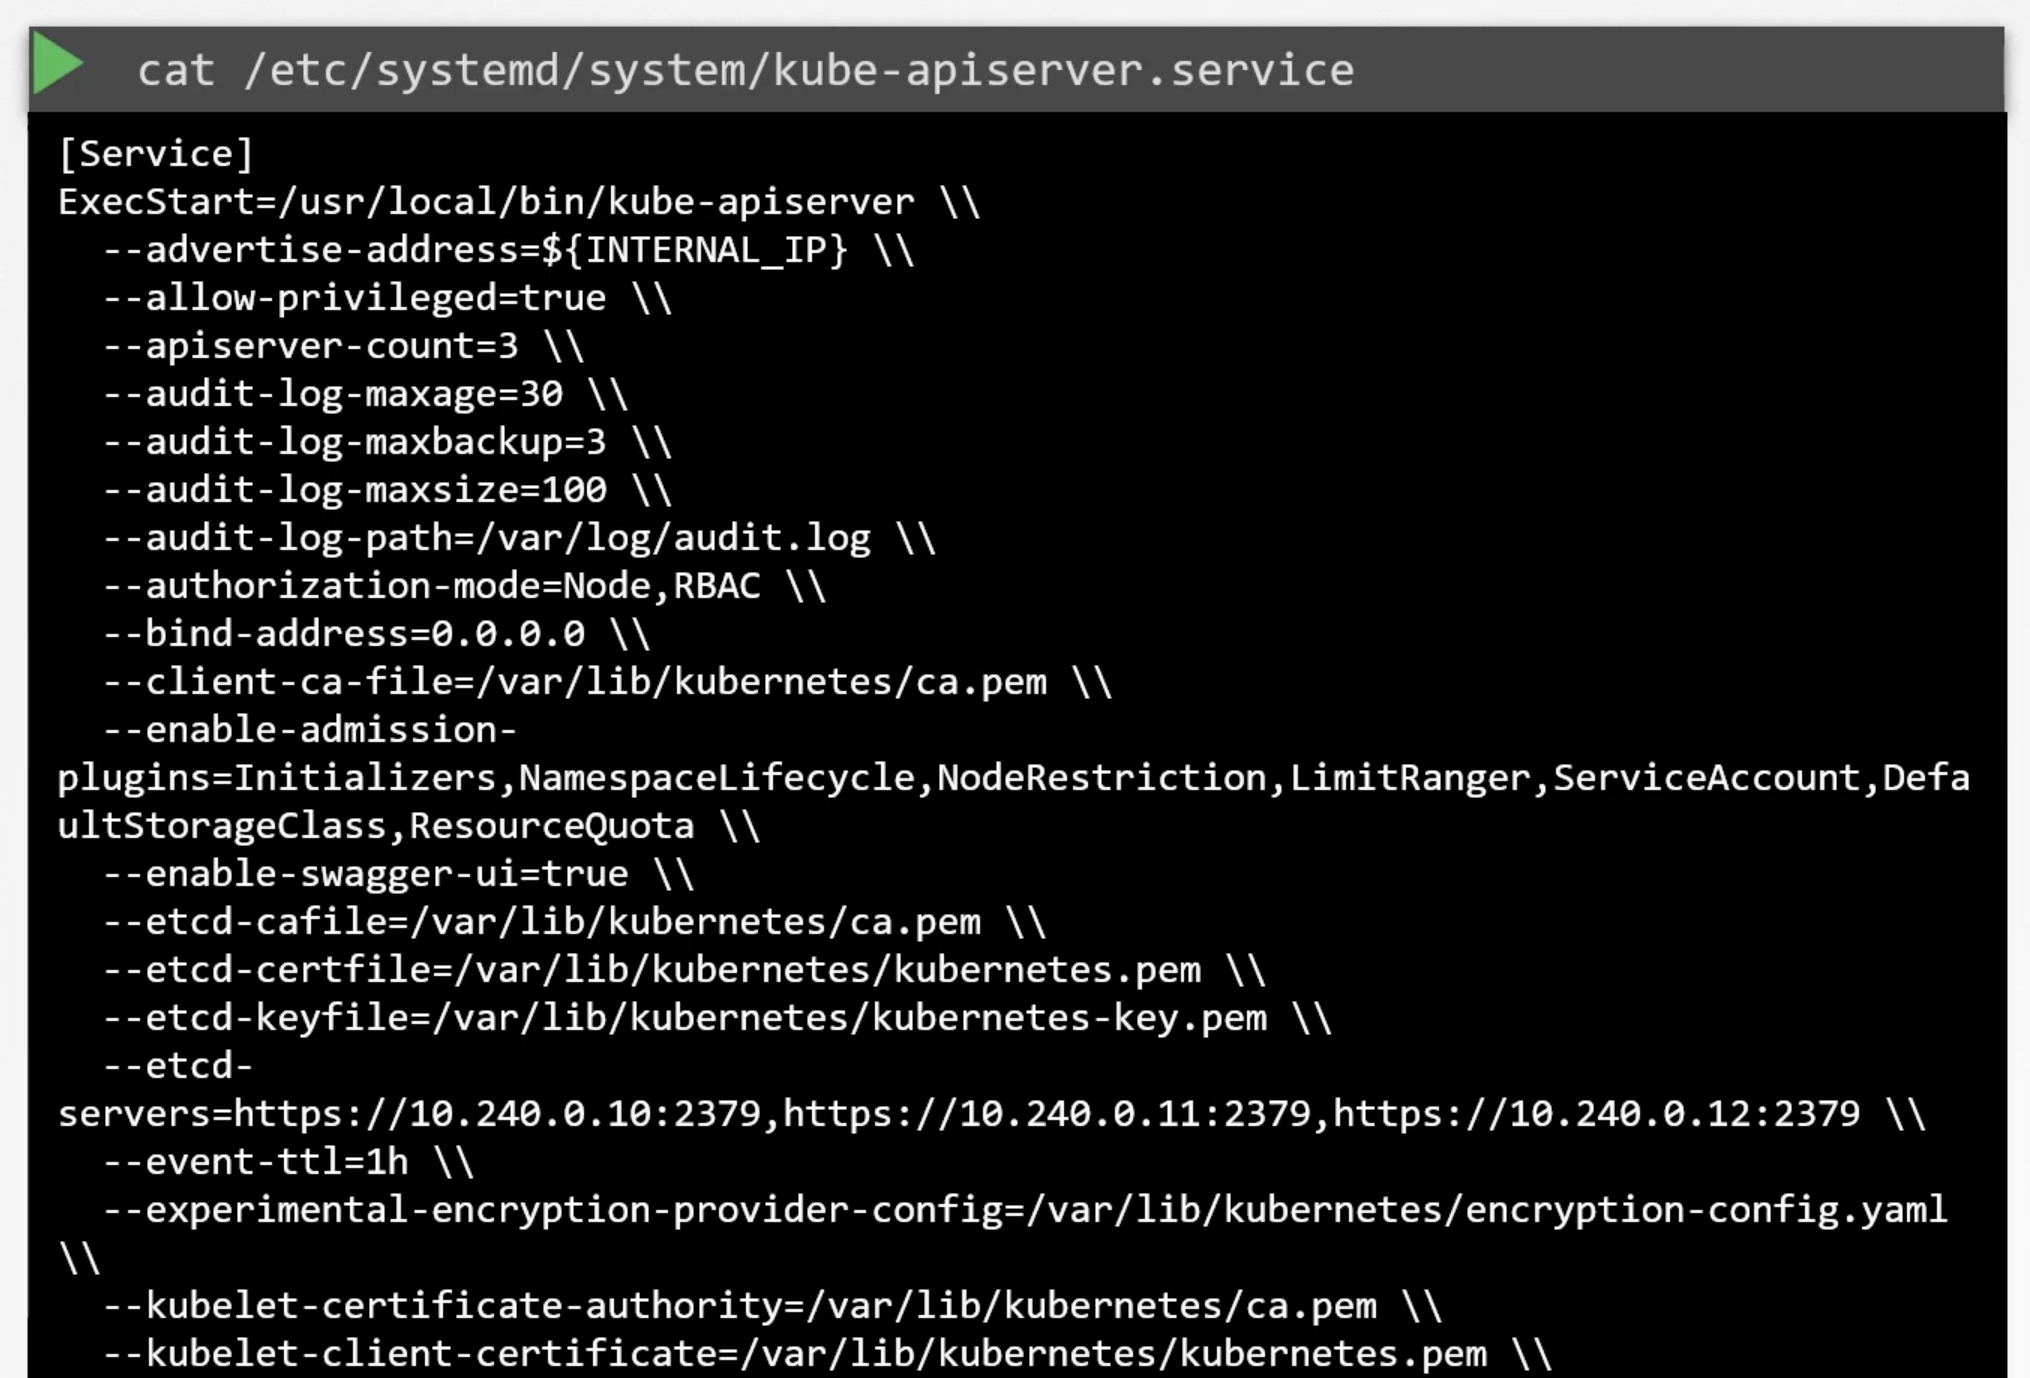 cat /etc/systemd/system/kube-apiserver.service
[Service]
ExecStart=/usr/local/bin/kube-apiserver \\
  --advertise-address=${INTERNAL_IP} \\
  --allow-privileged=true \\
  --apiserver-count=3 \\
  --audit-log-maxage=30 \\
  --audit-log-maxbackup=3 \\
  --audit-log-maxsize=100 \\
  --audit-log-path=/var/log/audit.log \\
  --authorization-mode=Node,RBAC \\
  --bind-address=0.0.0.0 \\
  --client-ca-file=/var/lib/kubernetes/ca.pem \\
  --enable-admission-
plugins=Initializers,NamespaceLifecycle,NodeRestriction,LimitRanger,ServiceAccount,Defa
ultStorageClass,ResourceQuota \\
  --enable-swagger-ui=true \\
  --etcd-cafile=/var/lib/kubernetes/ca.pem \\
  --etcd-certfile=/var/lib/kubernetes/kubernetes.pem \\
  --etcd-keyfile=/var/lib/kubernetes/kubernetes-key.pem \\
  --etcd-
servers=https://10.240.0.10:2379,https://10.240.0.11:2379,https://10.240.0.12:2379 \\
  --event-ttl=1h \\
  --experimental-encryption-provider-config=/var/lib/kubernetes/encryption-config.yaml
\\
  --kubelet-certificate-authority=/var/lib/kubernetes/ca.pem \\
  --kubelet-client-certificate=/var/lib/kubernetes/kubernetes.pem \\